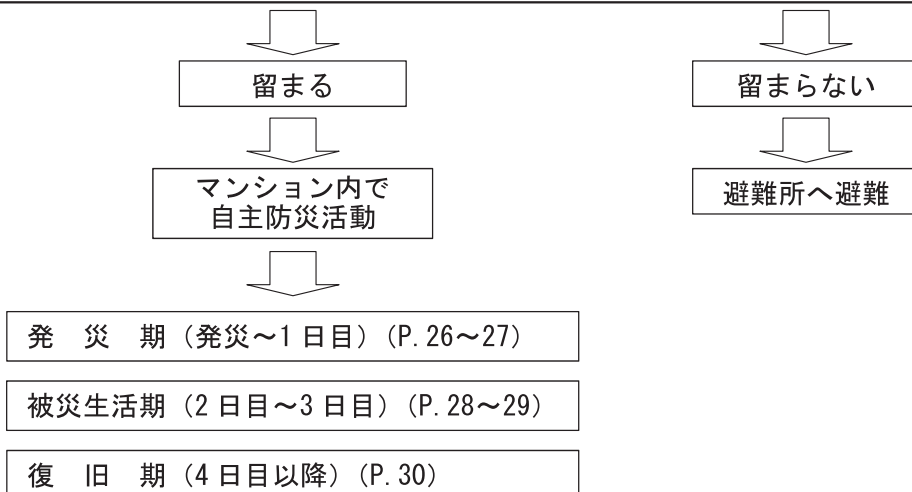 留まる
留まらない
マンション内で
自主防災活動
避難所へ避難
発　災　期（発災～1日目）（P.26～27）
被災生活期（2日目～3日目）（P.28～29）
復　旧　期（4日目以降）（P.30）